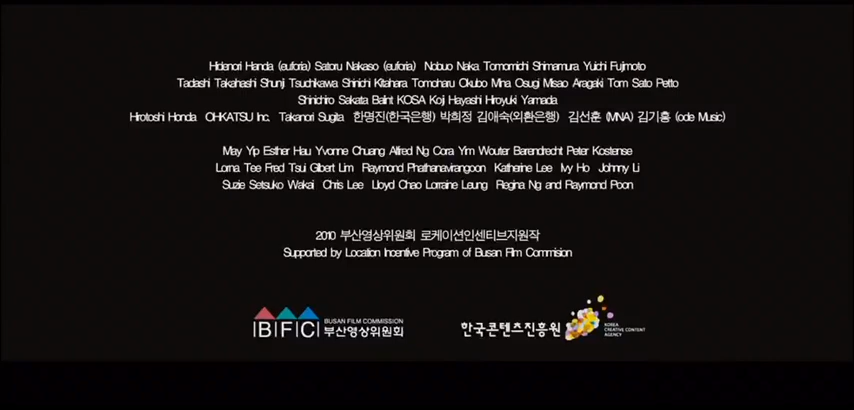 Hidenori Handa (euforia) Satoru Nakaso (euforia) Nobuo Naka Tomomichi Shimamura Yuichi Fujimoto
Tadashi Takahashi Shunji Tsuchikawa Shinichi Kitahara Tomoharu Okubo Mina Osugi Misao Aragaki Tom Sato Petto
Shinichiro Sakata Balint KOSA Koji Hayashi Hiroyuki Yamada
Hirotoshi Honda OHKATSU Inc. Takanori Sugita 한명진(한국은행) 박희정 김애숙(외환은행) 김선훈 (MNA) 김기홍 (ode Music)
May Yip Esther Hau Yvonne Chuang Alfred Ng Cora Yim Wouter Barendrecht Peter Kostense
Lorna Tee Fred Tsui Gilbert Lim Raymond Phathanavirangoon Katherine Lee Ivy Ho Johnny Li
Suzie Setsuko Wakai Chris Lee Lloyd Chao Lorraine Leung Regina Ng and Raymond Poon
2010 부산영상위원회 로케이션인센티브지원작
Supported by Location Incentive Program of Busan Film Commision
BFC BUSAN FILM COMMISSION
부산영상위원회
한국콘텐츠진흥원
KOREA
CREATIVE CONTENT
AGENCY